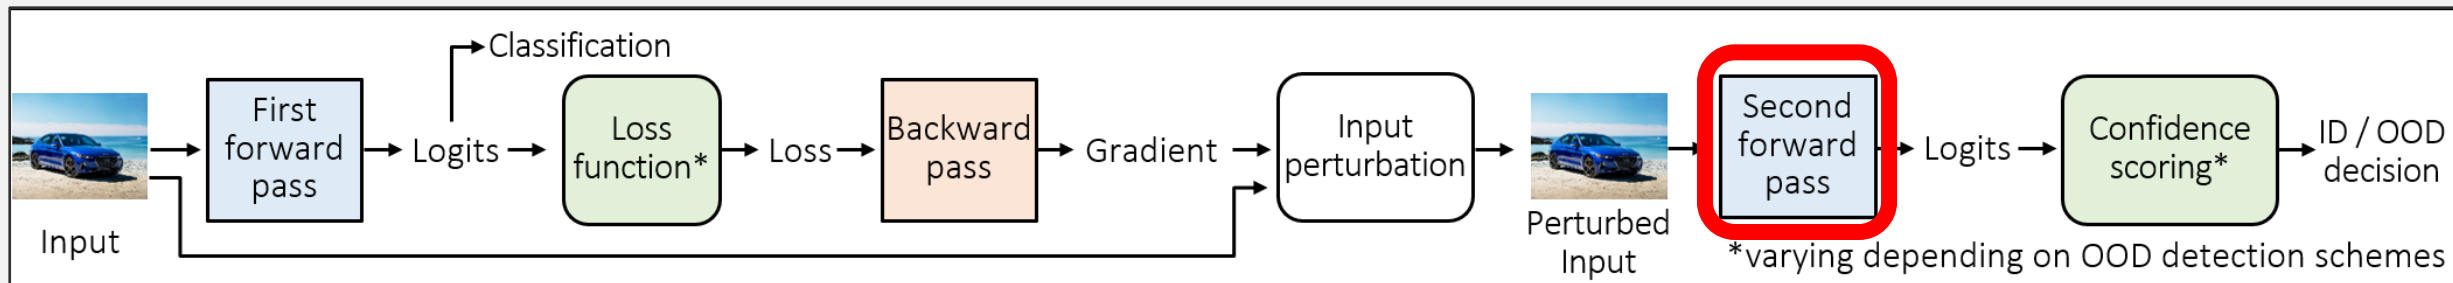 Classification
Input
First
forward
pass
Logits
Loss
function*
Loss
Backward
pass
Gradient
Input
perturbation
Perturbed
Input
Second
forward
pass
Logits
Confidence
scoring*
ID / OOD
decision
*varying depending on OOD detection schemes